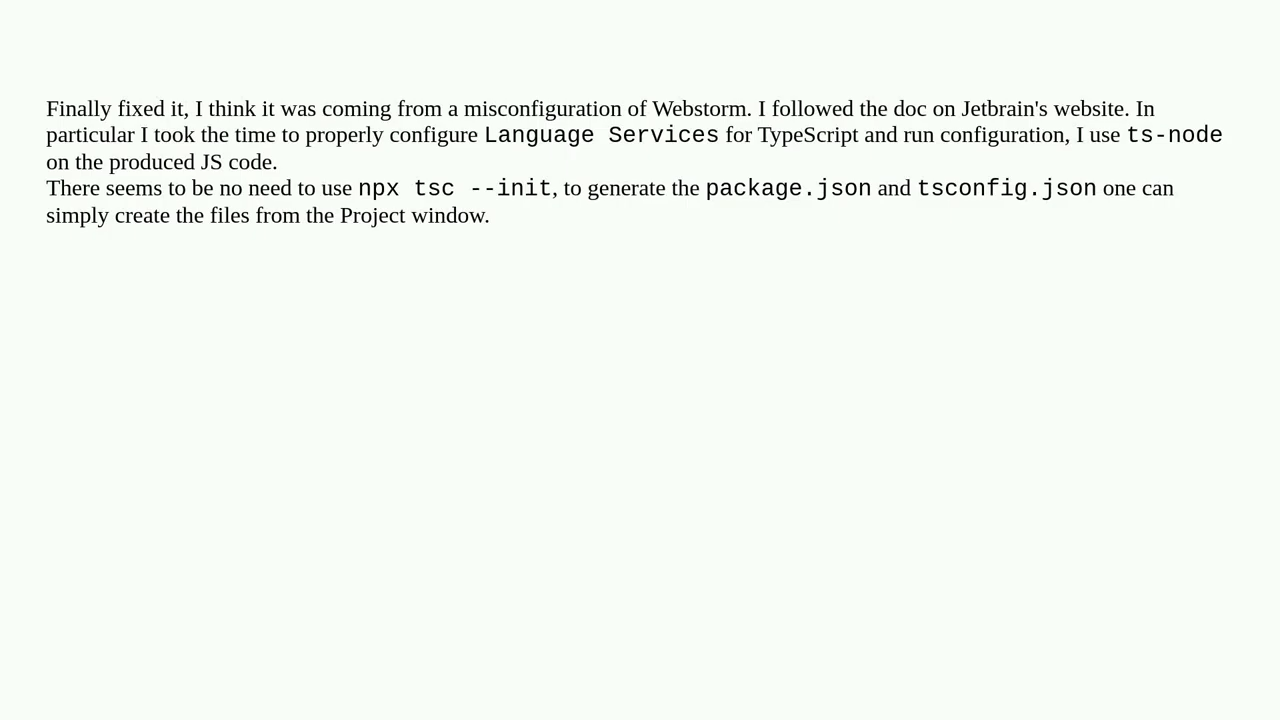 Finally fixed it, I think it was coming from a misconfiguration of Webstorm. I followed the doc on Jetbrain's website. In
particular I took the time to properly configure Language Services for TypeScript and run configuration, I use ts-node
on the produced JS code.
There seems to be no need to use npx tsc --init, to generate the package.json and tsconfig.json one can
simply create the files from the Project window.